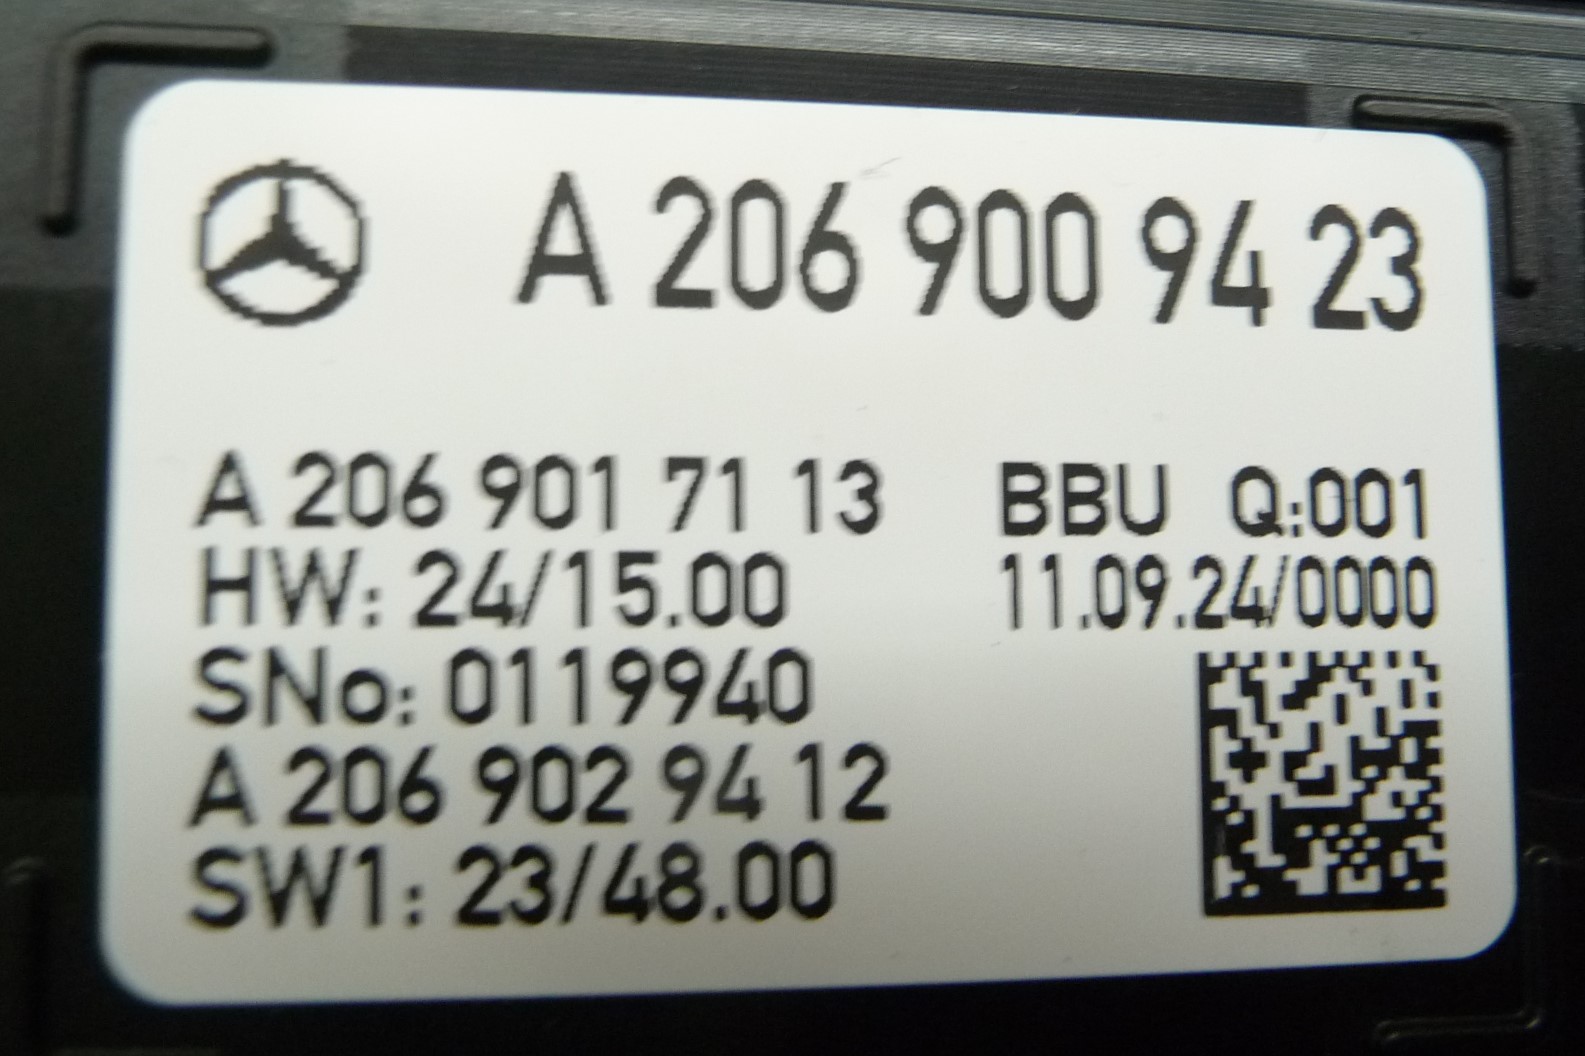 A 206 900 94 23
A 206 901 71 13 BBU Q:001
HW: 24/15.00 11.09.24/0000
SNo: 0119940
A 206 902 94 12
SW1: 23/48.00